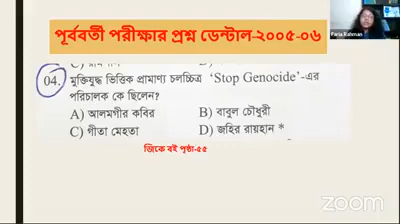 পূর্ববর্তী পরীক্ষার প্রশ্ন ডেন্টাল-২০০৫-০৬
Paria Rahman
04. মুক্তিযুদ্ধ ভিত্তিক প্রামাণ্য চলচ্চিত্র ‘Stop Genocide’-এর
পরিচালক কে ছিলেন?
A) আলমগীর কবির B) বাবুল চৌধুরী
C) গীতা মেহতা D) জহির রায়হান *
জিকে বই পৃষ্ঠা-৫৫
zoom